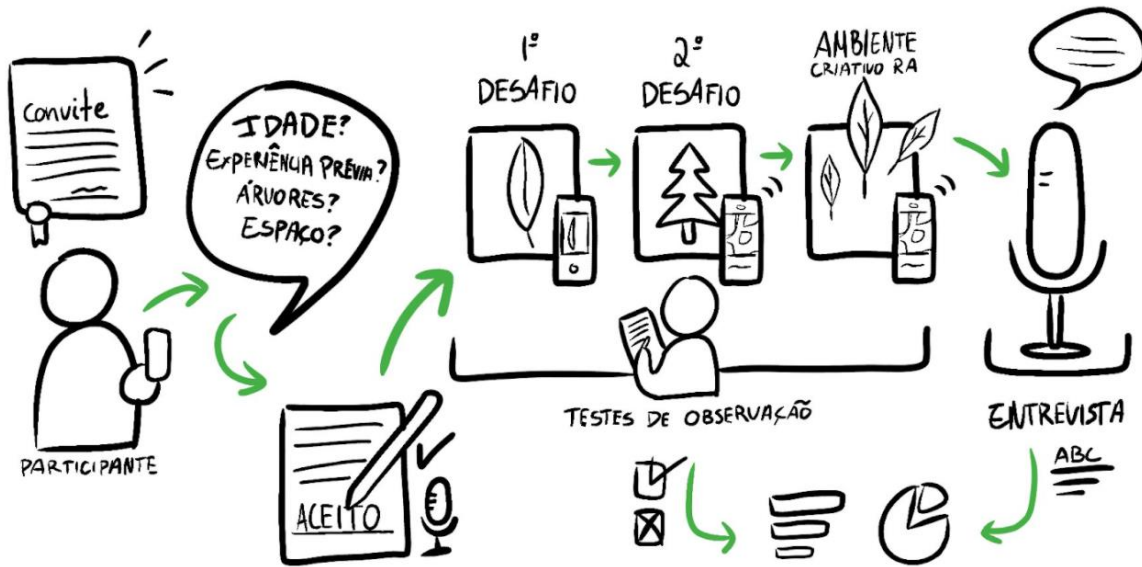 Convite
PARTICIPANTE
IDADE?
EXPERIÊNCIA PRÉVIA?
ÁRVORES?
ESPAÇO?
ACEITO
1º
DESAFIO
2º
DESAFIO
AMBIENTE
CRIATIVO RA
TESTES DE OBSERVAÇÃO
ENTREVISTA
ABC